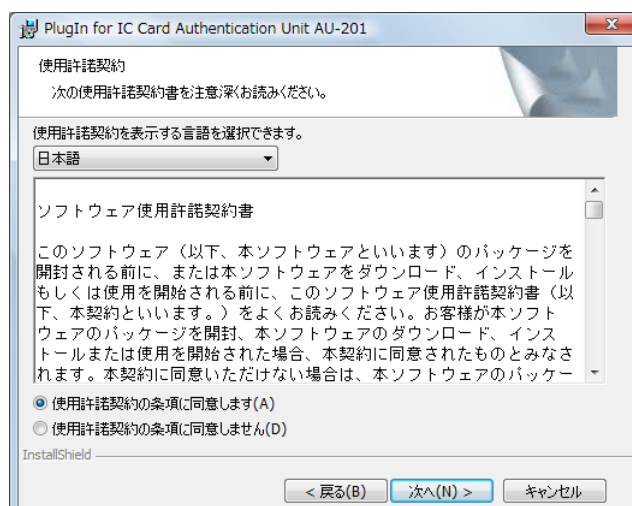 PlugIn for IC Card Authentication Unit AU-201
使用許諾契約
次の使用許諾契約書を注意深くお読みください。
使用許諾契約を表示する言語を選択できます。
日本語
ソフトウェア使用許諾契約書
このソフトウェア（以下、本ソフトウェアといいます）のパッケージを
開封される前に、または本ソフトウェアをダウンロード、インストール
もしくは使用を開始される前に、このソフトウェア使用許諾契約書（以
下、本契約といいます。）をよくお読みください。お客様が本ソフト
ウェアのパッケージを開封、本ソフトウェアのダウンロード、インス
トールまたは使用を開始された場合、本契約に同意されたものとみなさ
れます。本契約に同意いただけない場合は、本ソフトウェアのパッケー
使用許諾契約の条項に同意します(A)
使用許諾契約の条項に同意しません(D)
InstallShield
< 戻る(B) 次へ(N) > キャンセル